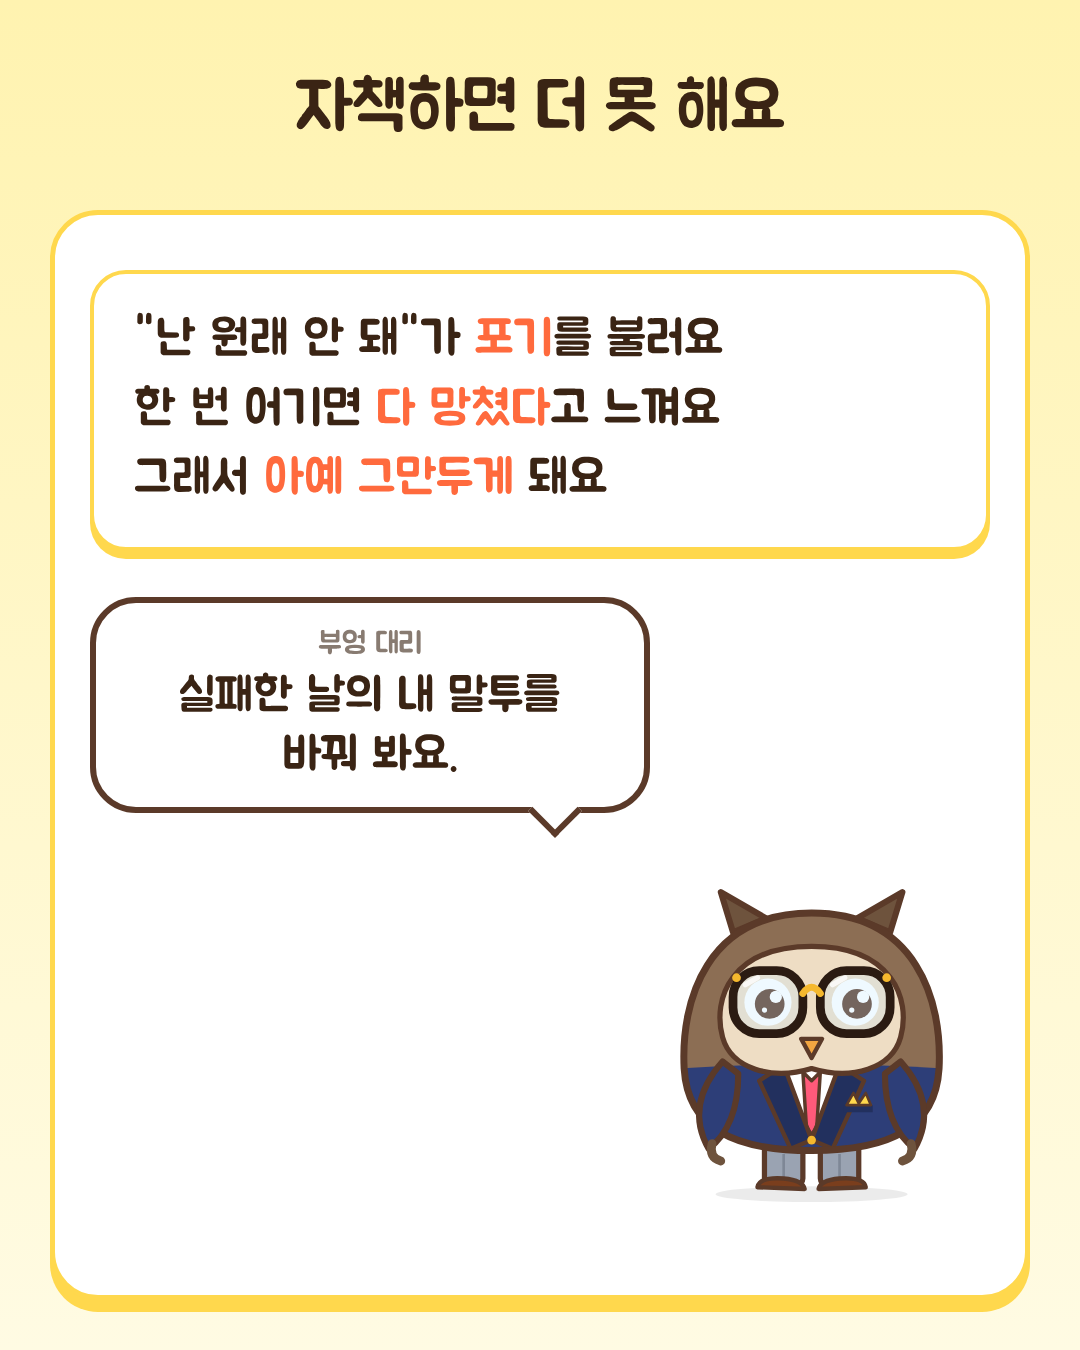 자책하면 더 못 해요
"난 원래 안 돼"가 포기를 불러요
한 번 어기면 다 망쳤다고 느껴요
그래서 아예 그만두게 돼요
부엉 대리
실패한 날의 내 말투를
바꿔 봐요.